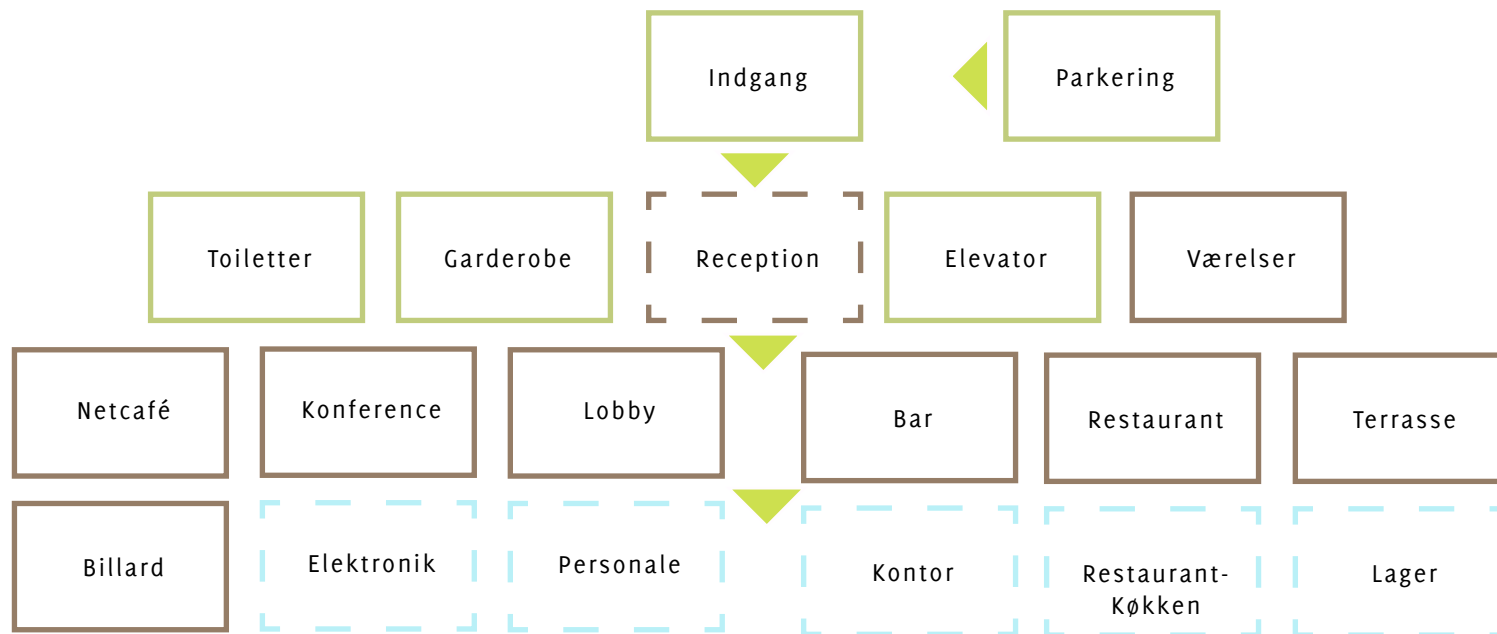 Indgang
Parkering
Toiletter
Garderobe
Reception
Elevator
Værelser
Netcafé
Konference
Lobby
Bar
Restaurant
Terrasse
Billard
Elektronik
Personale
Kontor
Restaurant-
Køkken
Lager